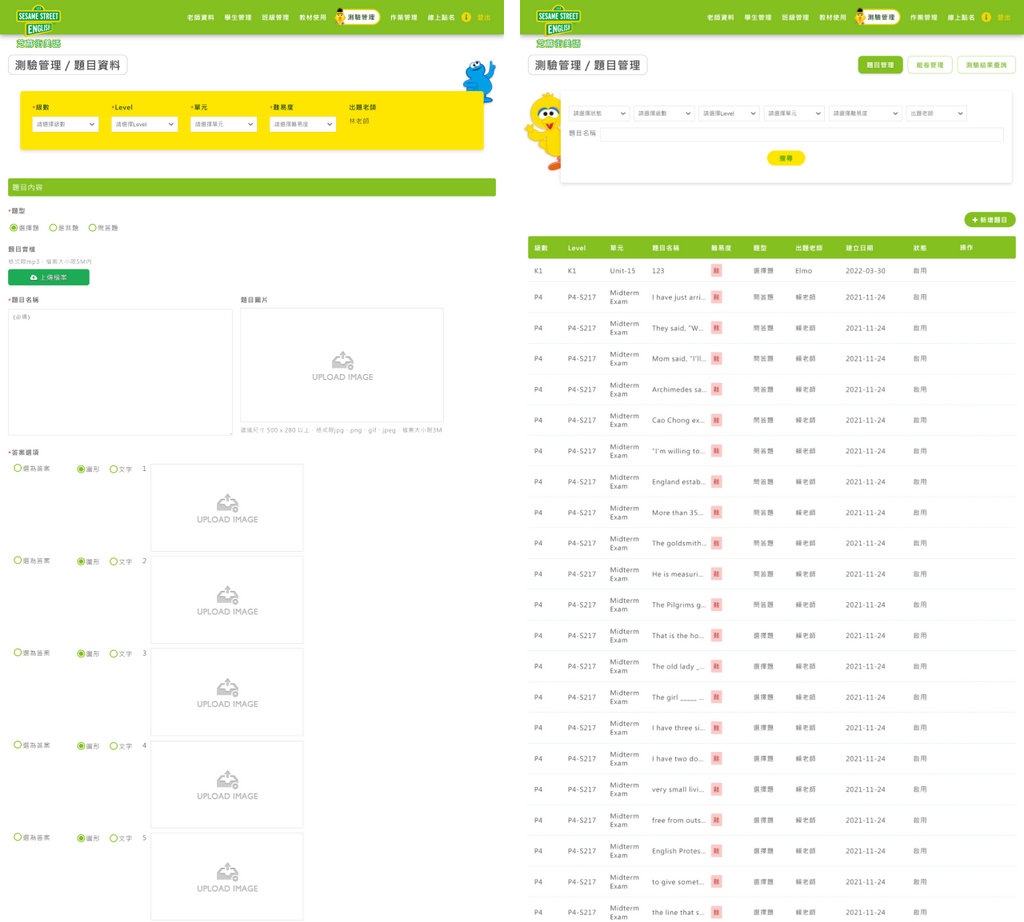 SESAME STREET
ENGLISH
芝麻街美語
老師資料 學生管理 班級管理 教材使用 測驗管理 作業管理 線上點名 登出
測驗管理 / 題目資料
*級數 *Level *單元 *難易度 出題老師
請選擇級數 請選擇Level 請選擇單元 請選擇難易度 林老師
題目內容
*題型
選擇題 是非題 問答題
題目音檔
格式限mp3、檔案大小限5M內
上傳檔案
*題目名稱 題目圖片
(必填)
UPLOAD IMAGE
建議尺寸 500 x 280 以上、格式限jpg、png、gif、jpeg、檔案大小限3M
*答案選項
選為答案 圖形 文字 1
UPLOAD IMAGE
選為答案 圖形 文字 2
UPLOAD IMAGE
選為答案 圖形 文字 3
UPLOAD IMAGE
選為答案 圖形 文字 4
UPLOAD IMAGE
選為答案 圖形 文字 5
UPLOAD IMAGE
SESAME STREET
ENGLISH
芝麻街美語
老師資料 學生管理 班級管理 教材使用 測驗管理 作業管理 線上點名 登出
測驗管理 / 題目管理
題目管理 組卷管理 測驗結果查詢
請選擇狀態 請選擇級數 請選擇Level 請選擇單元 請選擇難易度 出題老師
題目名稱
搜尋
+ 新增題目
級數 Level 單元 題目名稱 難易度 題型 出題老師 建立日期 狀態 操作
K1 K1 Unit-15 123 難 選擇題 Elmo 2022-03-30 啟用
P4 P4-S217 Midterm Exam I have just arri... 難 問答題 賴老師 2021-11-24 啟用
P4 P4-S217 Midterm Exam They said, "W... 難 問答題 賴老師 2021-11-24 啟用
P4 P4-S217 Midterm Exam Mom said, "I'll... 難 問答題 賴老師 2021-11-24 啟用
P4 P4-S217 Midterm Exam Archimedes sa... 難 問答題 賴老師 2021-11-24 啟用
P4 P4-S217 Midterm Exam Cao Chong ex... 難 問答題 賴老師 2021-11-24 啟用
P4 P4-S217 Midterm Exam "I'm willing to... 難 問答題 賴老師 2021-11-24 啟用
P4 P4-S217 Midterm Exam England estab... 難 問答題 賴老師 2021-11-24 啟用
P4 P4-S217 Midterm Exam More than 35... 難 問答題 賴老師 2021-11-24 啟用
P4 P4-S217 Midterm Exam The goldsmith... 難 問答題 賴老師 2021-11-24 啟用
P4 P4-S217 Midterm Exam He is measuri... 難 問答題 賴老師 2021-11-24 啟用
P4 P4-S217 Midterm Exam The Pilgrims g... 難 問答題 賴老師 2021-11-24 啟用
P4 P4-S217 Midterm Exam That is the ho... 難 選擇題 賴老師 2021-11-24 啟用
P4 P4-S217 Midterm Exam The old lady _... 難 選擇題 賴老師 2021-11-24 啟用
P4 P4-S217 Midterm Exam The girl _____ ... 難 選擇題 賴老師 2021-11-24 啟用
P4 P4-S217 Midterm Exam I have three si... 難 選擇題 賴老師 2021-11-24 啟用
P4 P4-S217 Midterm Exam I have two do... 難 選擇題 賴老師 2021-11-24 啟用
P4 P4-S217 Midterm Exam very small livi... 難 選擇題 賴老師 2021-11-24 啟用
P4 P4-S217 Midterm Exam free from outs... 難 選擇題 賴老師 2021-11-24 啟用
P4 P4-S217 Midterm Exam English Protes... 難 選擇題 賴老師 2021-11-24 啟用
P4 P4-S217 Midterm Exam to give somet... 難 選擇題 賴老師 2021-11-24 啟用
P4 P4-S217 Midterm Exam the line that s... 難 選擇題 賴老師 2021-11-24 啟用